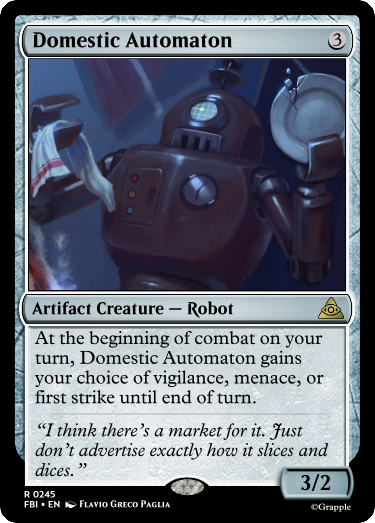 Domestic Automaton 3
Artifact Creature — Robot
At the beginning of combat on your
turn, Domestic Automaton gains
your choice of vigilance, menace, or
first strike until end of turn.
“I think there’s a market for it. Just
don’t advertise exactly how it slices and
dices.”
3/2
R 0245
FBI • EN Flavio Greco Paglia
©Grapple